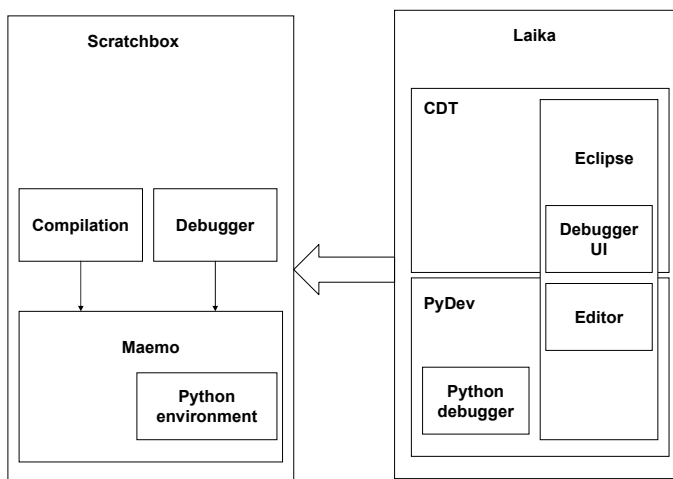 Scratchbox
Compilation
Debugger
Maemo
Python
environment
Laika
CDT
Eclipse
Debugger
UI
PyDev
Editor
Python
debugger